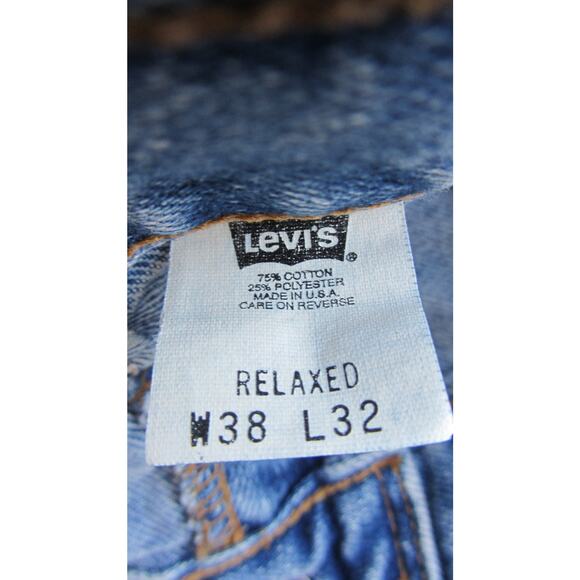 Levi's ®
75% COTTON
25% POLYESTER
MADE IN U.S.A.
CARE ON REVERSE
RELAXED
W38 L32